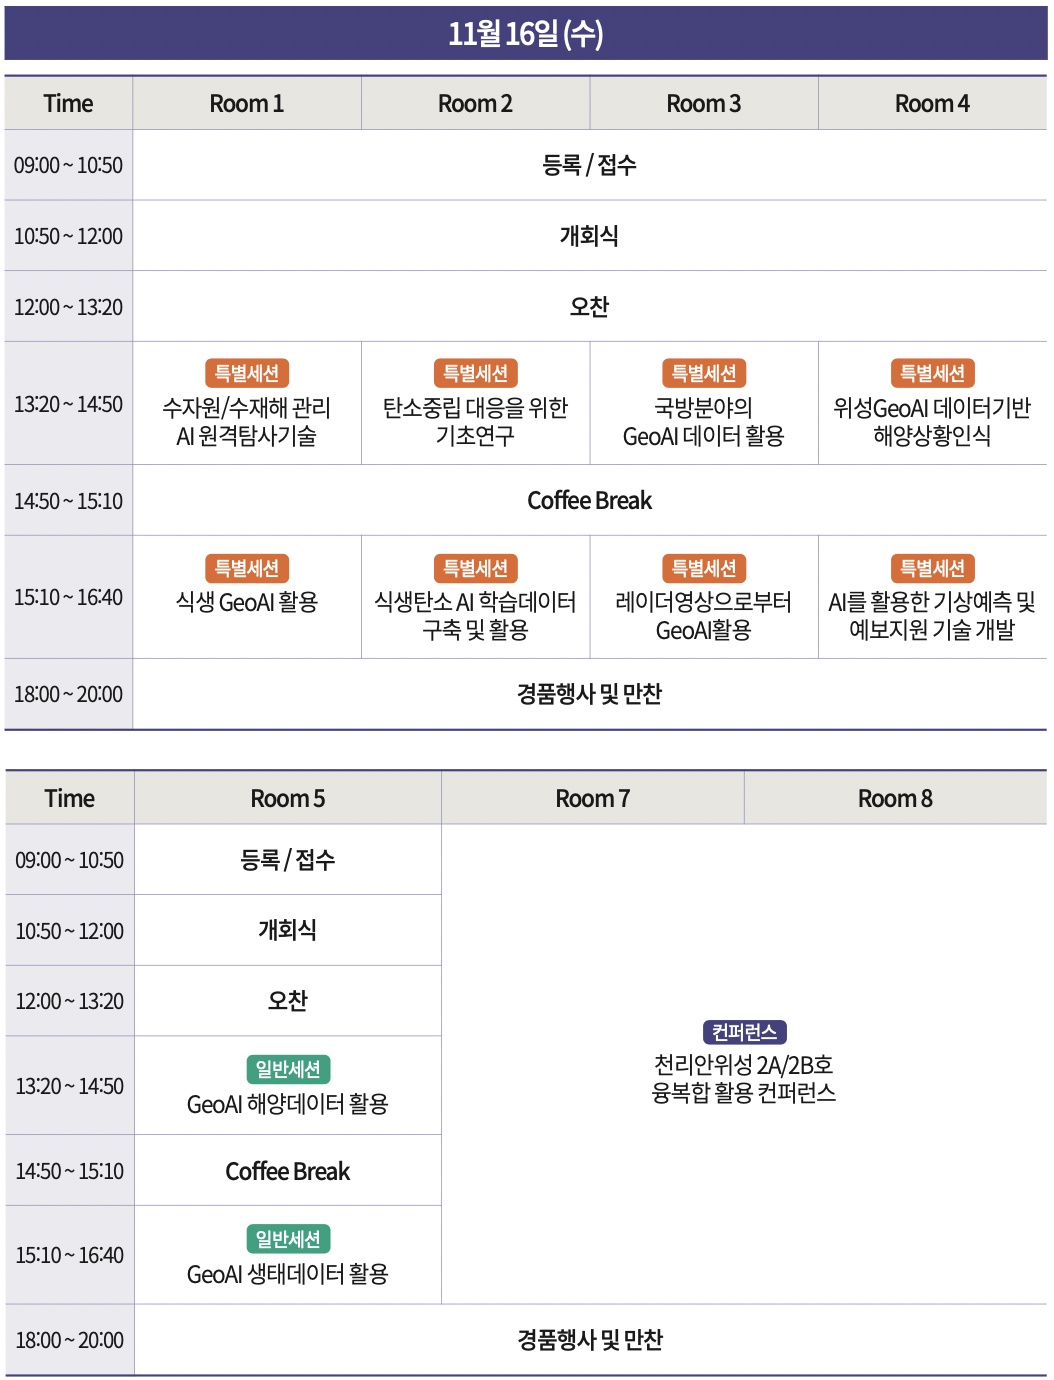 11월 16일 (수)
Time Room 1 Room 2 Room 3 Room 4
09:00 ~ 10:50 등록 / 접수
10:50 ~ 12:00 개회식
12:00 ~ 13:20 오찬
13:20 ~ 14:50
특별세션
수자원/수재해 관리
AI 원격탐사기술
특별세션
탄소중립 대응을 위한
기초연구
특별세션
국방분야의
GeoAI 데이터 활용
특별세션
위성GeoAI 데이터기반
해양상황인식
14:50 ~ 15:10 Coffee Break
15:10 ~ 16:40
특별세션
식생 GeoAI 활용
특별세션
식생탄소 AI 학습데이터
구축 및 활용
특별세션
레이더영상으로부터
GeoAI활용
특별세션
AI를 활용한 기상예측 및
예보지원 기술 개발
18:00 ~ 20:00 경품행사 및 만찬
Time Room 5 Room 7 Room 8
09:00 ~ 10:50 등록 / 접수
10:50 ~ 12:00 개회식
12:00 ~ 13:20 오찬
13:20 ~ 14:50
일반세션
GeoAI 해양데이터 활용
14:50 ~ 15:10 Coffee Break
15:10 ~ 16:40
일반세션
GeoAI 생태데이터 활용
컨퍼런스
천리안위성 2A/2B호
융복합 활용 컨퍼런스
18:00 ~ 20:00 경품행사 및 만찬